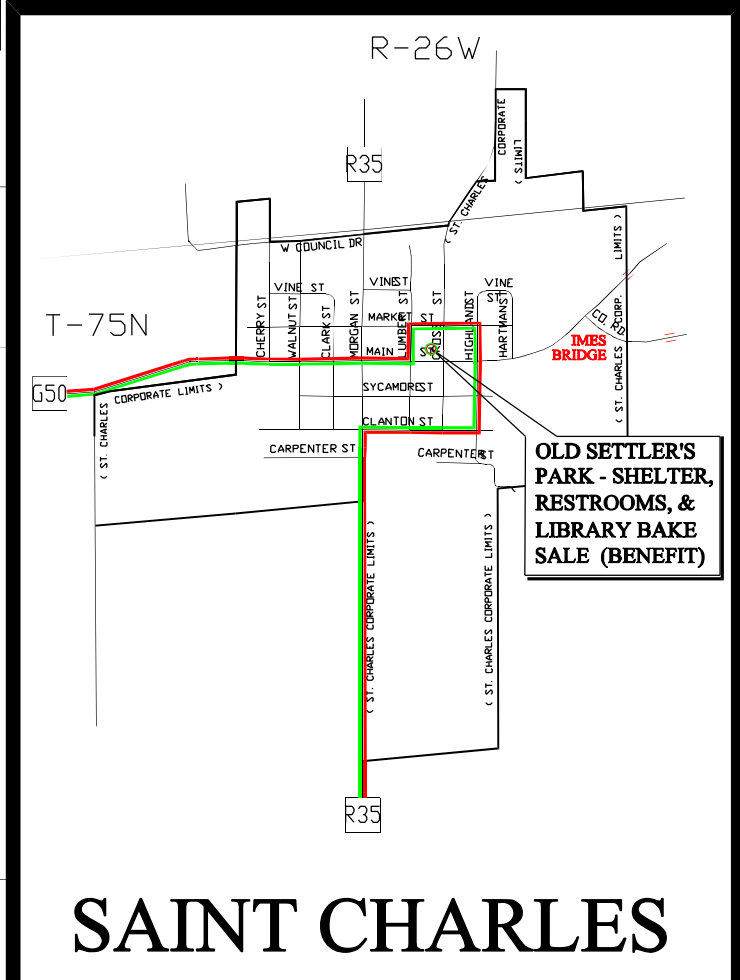 R-26W
CORPORATE
LIMITS )
R35
( ST. CHARLES
LIMITS )
W COUNCIL DR
VINE ST
VINE ST
VINE
ST
CHERRY ST
WALNUT ST
CLARK ST
MORGAN ST
LUMBER ST
CROSS ST
HIGHLAND ST
HARTMAN ST
MARKET ST
T-75N
MAIN ST
CO. RD.
CORP.
IMES
BRIDGE
G50
CORPORATE LIMITS )
( ST. CHARLES
SYCAMORE ST
( ST. CHARLES
CLANTON ST
CARPENTER ST
CARPENTER ST
OLD SETTLER'S
PARK - SHELTER,
RESTROOMS, &
LIBRARY BAKE
SALE (BENEFIT)
( ST. CHARLES CORPORATE LIMITS )
( ST. CHARLES CORPORATE LIMITS )
R35
SAINT CHARLES